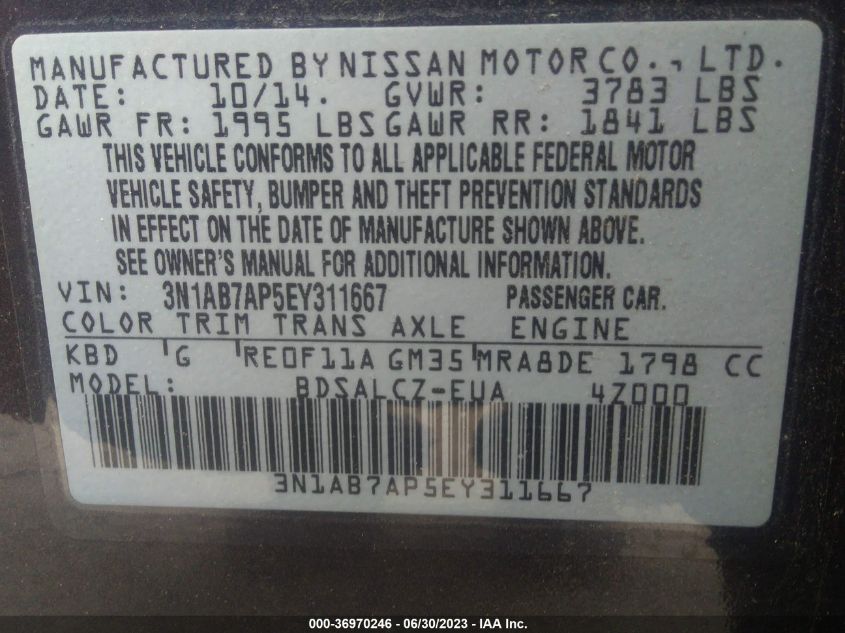 MANUFACTURED BY NISSAN MOTOR CO., LTD.
DATE: 10/14. GVWR: 3783 LBS
GAWR FR: 1995 LBS GAWR RR: 1841 LBS
THIS VEHICLE CONFORMS TO ALL APPLICABLE FEDERAL MOTOR
VEHICLE SAFETY, BUMPER AND THEFT PREVENTION STANDARDS
IN EFFECT ON THE DATE OF MANUFACTURE SHOWN ABOVE.
SEE OWNER'S MANUAL FOR ADDITIONAL INFORMATION.
VIN: 3N1AB7AP5EY311667 PASSENGER CAR.
COLOR TRIM TRANS AXLE ENGINE
KBD G RE0F11A GM35 MRA8DE 1798 CC
MODEL: BDSALCZ-EUA 4Z000
3N1AB7AP5EY311667
000-36970246 - 06/30/2023 - IAA Inc.